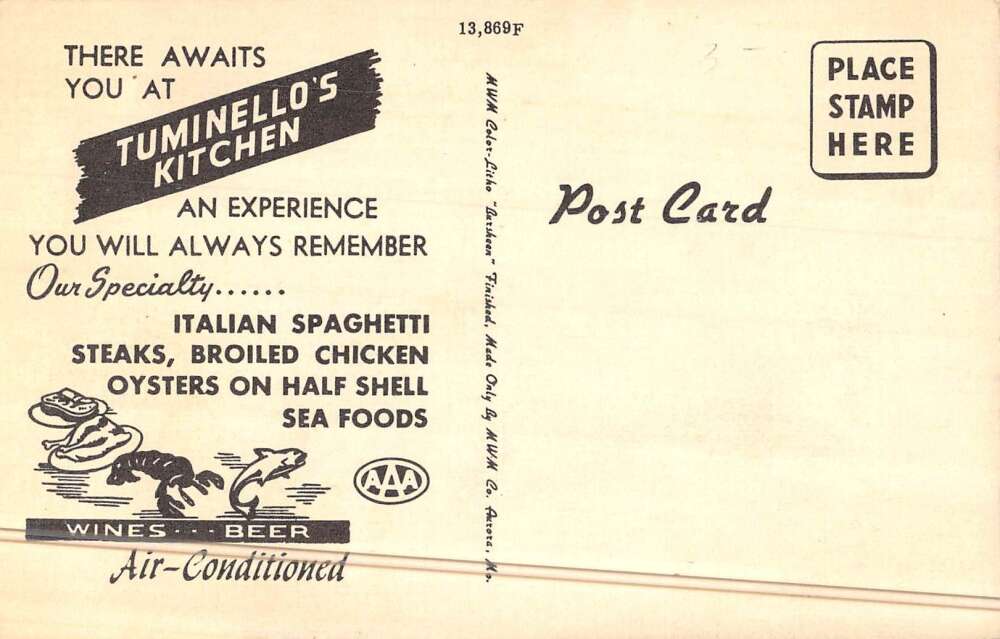 13,869F
THERE AWAITS
YOU AT
TUMINELLO'S
KITCHEN
AN EXPERIENCE
YOU WILL ALWAYS REMEMBER
Our Specialty......
ITALIAN SPAGHETTI
STEAKS, BROILED CHICKEN
OYSTERS ON HALF SHELL
SEA FOODS
AAA
WINES --- BEER
Air-Conditioned
MWM Color-Litho "Darsheen" Finished, Made Only By MWM Co. Aurora, Mo.
3
PLACE
STAMP
HERE
Post Card